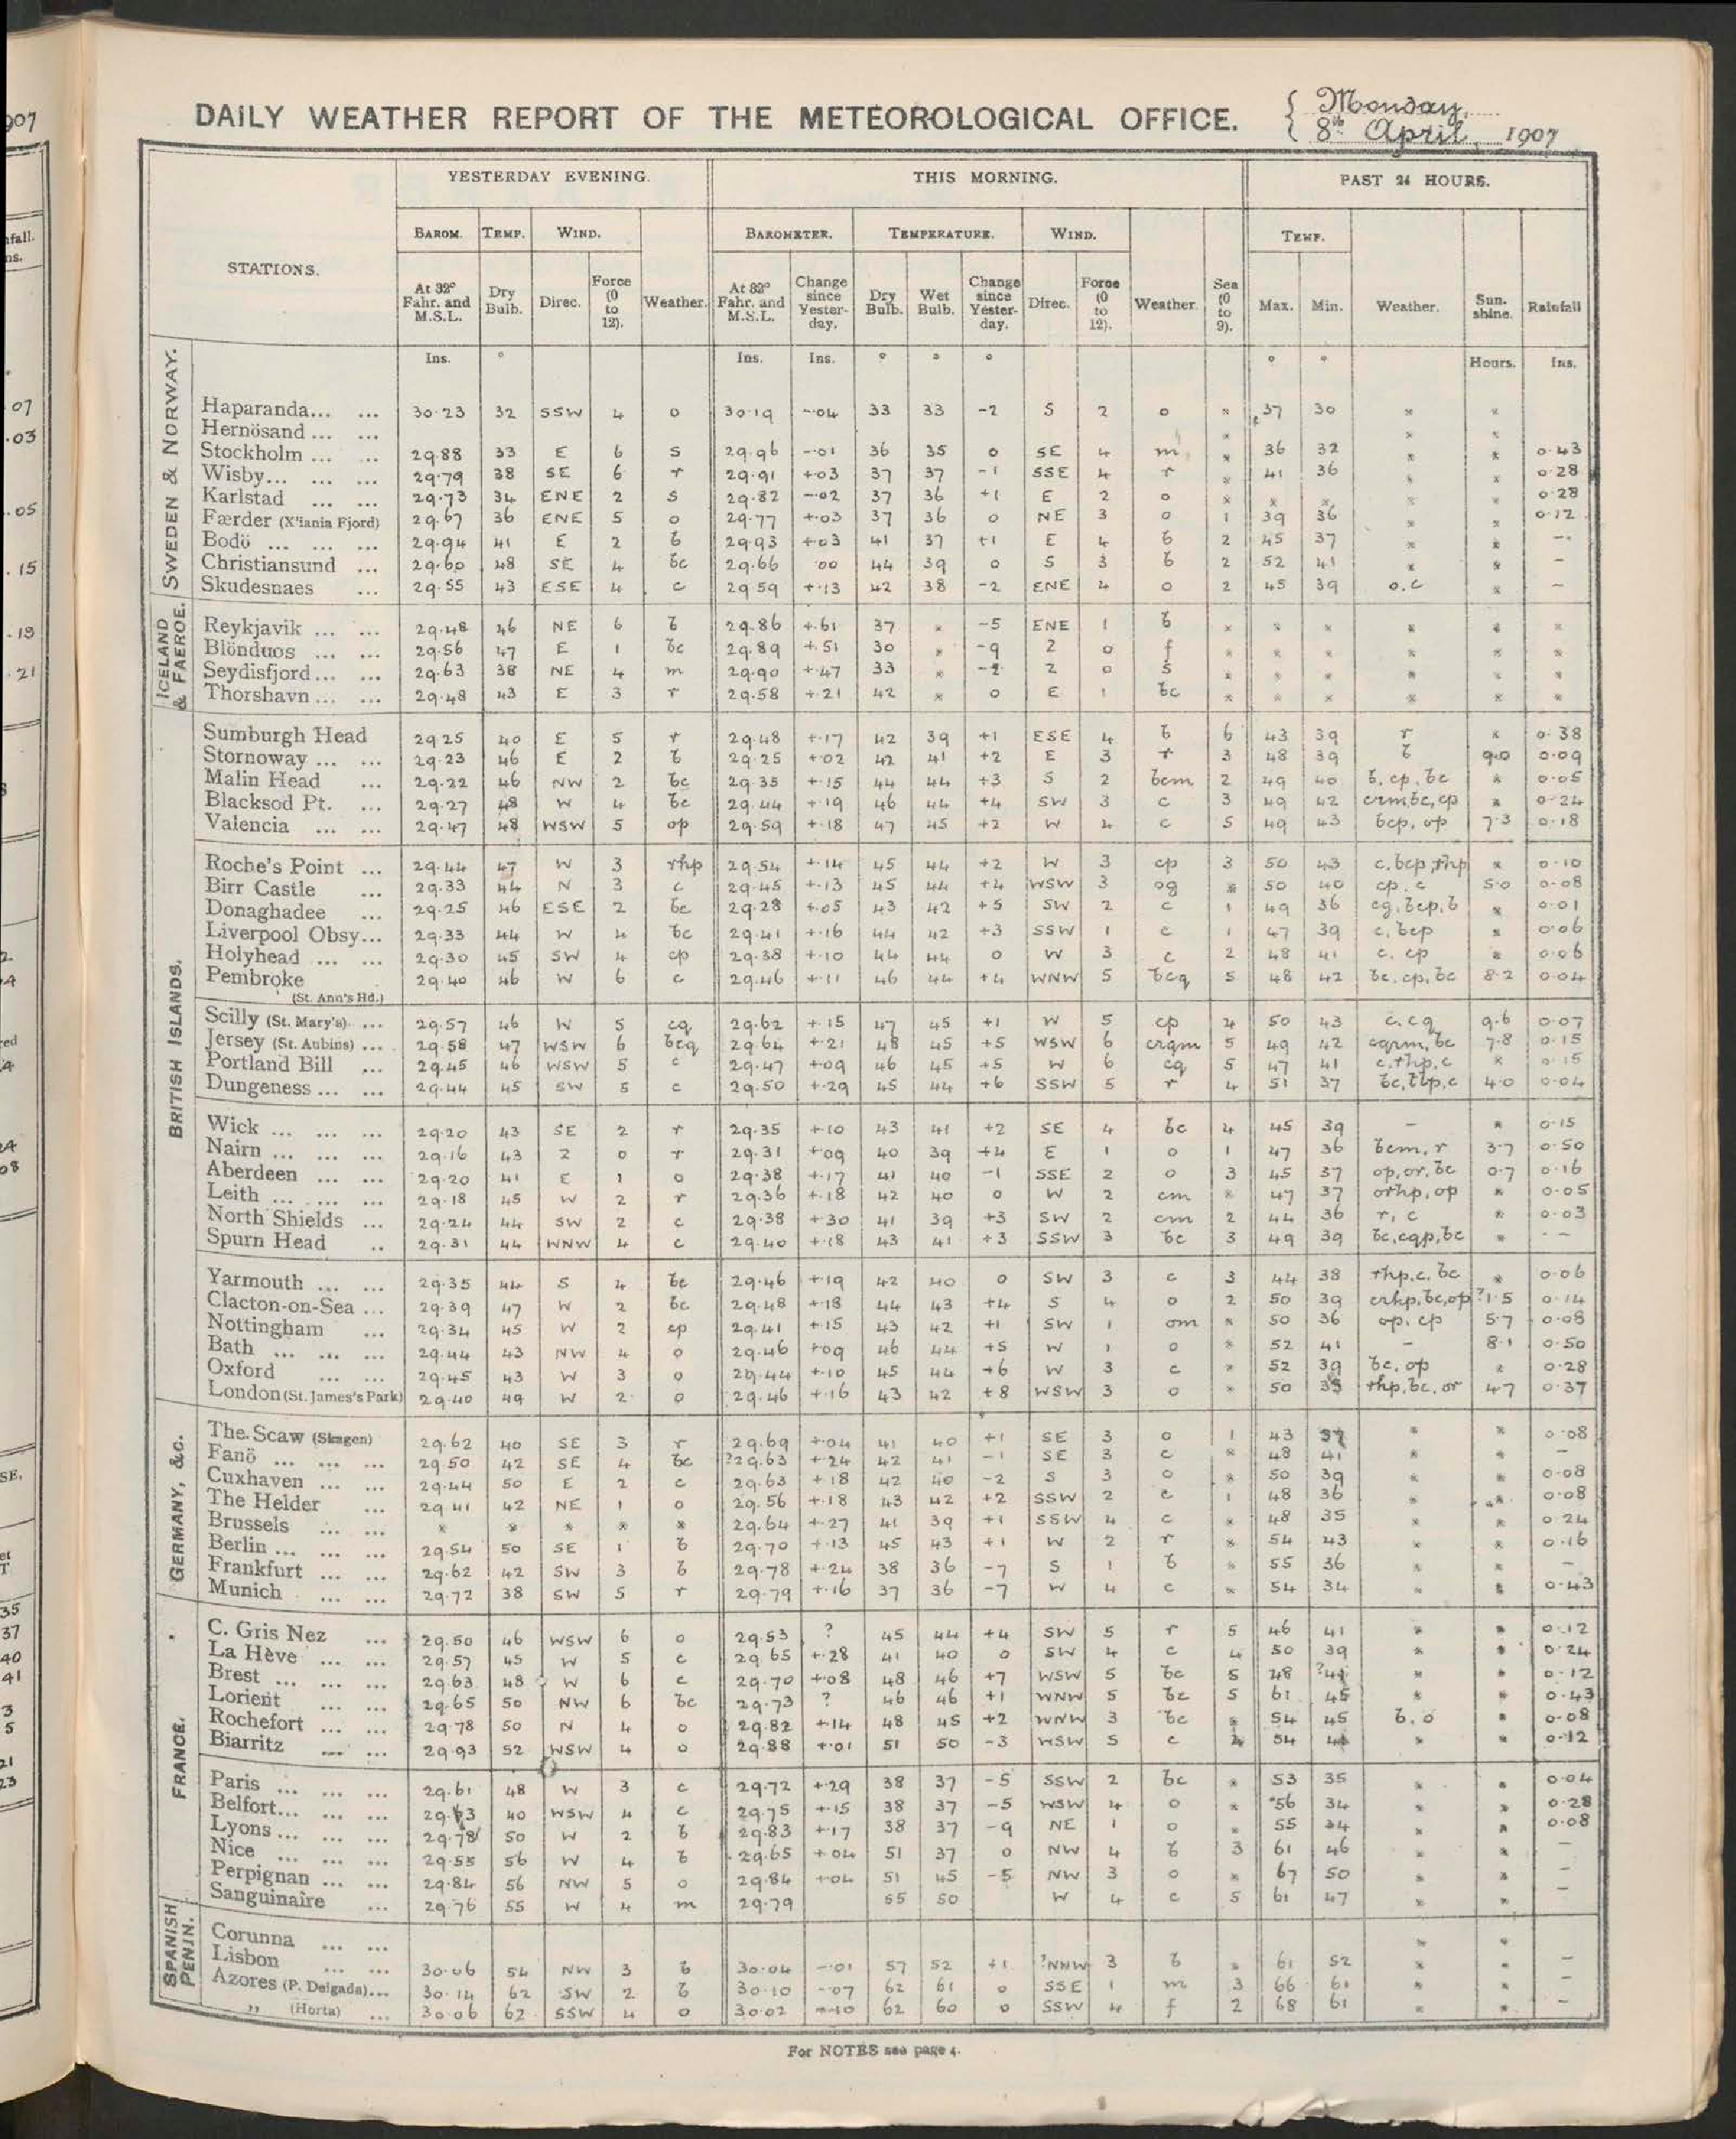 DAILY WEATHER REPORT OF THE METEOROLOGICAL OFFICE. { Monday, 8th April, 1907
YESTERDAY EVENING. THIS MORNING. PAST 24 HOURS.
BAROM. TEMP. WIND. BAROMETER. TEMPERATURE. WIND. TEMP.
STATIONS. At 32° Fahr. and M.S.L. Dry Bulb. Direc. Force (0 to 12). Weather. At 32° Fahr. and M.S.L. Change since Yester-day. Dry Bulb. Wet Bulb. Change since Yester-day. Direc. Force (0 to 12). Weather. Sea (0 to 9). Max. Min. Weather. Sun-shine. Rainfall
Ins. ° Ins. Ins. ° ° ° ° ° Hours. Ins.
SWEDEN & NORWAY.
Haparanda... ... 30.23 32 SSW 4 o 30.19 -.04 33 33 -2 S 2 o * 37 30 * *
Hernösand ... ... * * *
Stockholm ... ... 29.88 33 E 6 s 29.96 -.01 36 35 0 SE 4 m * 36 32 * * 0.43
Wisby... ... ... 29.79 38 SE 6 r 29.91 +.03 37 37 -1 SSE 4 r * 41 36 * * 0.28
Karlstad ... ... 29.73 34 ENE 2 s 29.82 -.02 37 36 +1 E 2 o * * * * * 0.28
Færder (X'iania Fjord) 29.67 36 ENE 5 o 29.77 +.03 37 36 0 NE 3 o 1 39 36 * * 0.12
Bodö ... ... ... 29.94 41 E 2 b 29.93 +.03 41 37 +1 E 4 b 2 45 37 * * -
Christiansund ... 29.60 48 SE 4 bc 29.66 .00 44 39 0 S 3 b 2 52 41 * * -
Skudesnaes ... 29.55 43 ESE 4 c 29.59 +.13 42 38 -2 ENE 4 o 2 45 39 o.c * -
ICELAND & FAEROE.
Reykjavik ... ... 29.48 46 NE 6 b 29.86 +.61 37 * -5 ENE 1 b * * * * * *
Blönduos ... ... 29.56 47 E 1 bc 29.89 +.51 30 * -9 Z 0 f * * * * * *
Seydisfjord... ... 29.63 38 NE 4 m 29.90 +.47 33 * -2 Z 0 s * * * * * *
Thorshavn ... ... 29.48 43 E 3 r 29.58 +.21 42 * 0 E 1 bc * * * * * *
BRITISH ISLANDS.
Sumburgh Head 29.25 40 E 5 r 29.48 +.17 42 39 +1 ESE 4 b 6 43 39 r * 0.38
Stornoway ... ... 29.23 46 E 2 b 29.25 +.02 42 41 +2 E 3 r 3 48 39 b 9.0 0.09
Malin Head ... 29.22 46 NW 2 bc 29.35 +.15 44 44 +3 S 2 bcm 2 49 40 b, cp, bc * 0.05
Blacksod Pt. ... 29.27 48 W 4 bc 29.44 +.19 46 44 +4 SW 3 c 3 49 42 crm,bc,cp * 0.24
Valencia ... ... 29.47 48 WSW 5 op 29.59 +.18 47 45 +2 W 4 c 5 49 43 bcp, op 7.3 0.18
Roche's Point ... 29.44 47 W 3 rhp 29.54 +.14 45 44 +2 W 3 cp 3 50 43 c, bcp, rhp * 0.10
Birr Castle ... 29.33 44 N 3 c 29.45 +.13 45 44 +4 WSW 3 og * 50 40 cp. c 5.0 0.08
Donaghadee ... 29.25 46 ESE 2 bc 29.28 +.05 43 42 +5 SW 2 c 1 49 36 cg, bcp, b * 0.01
Liverpool Obsy... 29.33 44 W 4 bc 29.41 +.16 44 42 +3 SSW 1 c 1 47 39 c, bcp * 0.06
Holyhead ... ... 29.30 45 SW 4 cp 29.38 +.10 44 44 0 W 3 c 2 48 41 c. cp * 0.06
Pembroke (St. Ann's Hd.) 29.40 46 W 6 c 29.46 +.11 46 44 +4 WNW 5 bcq 5 48 42 bc, cp, bc 8.2 0.04
Scilly (St. Mary's). ... 29.57 46 W 5 cq 29.62 +.15 47 45 +1 W 5 cp 4 50 43 c. cq 9.6 0.07
Jersey (St. Aubins) ... 29.58 47 WSW 6 bcq 29.64 +.21 48 45 +5 WSW 6 crqm 5 49 42 cqrm, bc 7.8 0.15
Portland Bill ... 29.45 46 WSW 5 c 29.47 +.09 46 45 +5 W 6 cq 5 47 41 c, rhp, c * 0.15
Dungeness ... ... 29.44 45 SW 5 c 29.50 +.29 45 44 +6 SSW 5 r 4 51 37 bc, tlp, c 4.0 0.04
Wick ... ... ... 29.20 43 SE 2 r 29.35 +.10 43 41 +2 SE 4 bc 4 45 39 - * 0.15
Nairn ... ... ... 29.16 43 Z 0 r 29.31 +.09 40 39 +4 E 1 o 1 47 36 bcm, r 3.7 0.50
Aberdeen ... ... 29.20 41 E 1 o 29.38 +.17 41 40 -1 SSE 2 o 3 45 37 op, or, bc 0.7 0.16
Leith ... ... ... 29.18 45 W 2 r 29.36 +.18 42 40 0 W 2 cm * 47 37 orhp, op * 0.05
North Shields ... 29.24 44 SW 2 c 29.38 +.30 41 39 +3 SW 2 cm 2 44 36 r, c * 0.03
Spurn Head .. 29.31 44 WNW 4 c 29.40 +.18 43 41 +3 SSW 3 bc 3 49 39 bc, cqp, bc * --
Yarmouth ... ... 29.35 44 S 4 bc 29.46 +.19 42 40 0 SW 3 c 3 44 38 rhp, c, bc * 0.06
Clacton-on-Sea ... 29.39 47 W 2 bc 29.48 +.18 44 43 +4 S 4 o 2 50 39 crhp, bc, op ?1.5 0.14
Nottingham ... 29.34 45 W 2 cp 29.41 +.15 43 42 +1 SW 1 om * 50 36 op. cp 5.7 0.08
Bath ... ... ... 29.44 43 NW 4 o 29.46 +.09 46 44 +5 W 1 o * 52 41 - 8.1 0.50
Oxford ... ... 29.45 43 W 3 o 29.44 +.10 45 44 +6 W 3 c * 52 39 bc, op * 0.28
London (St. James's Park) 29.40 49 W 2 o 29.46 +.16 43 42 +8 WSW 3 o * 50 35 rhp, bc, or 4.7 0.37
GERMANY, &c.
The Scaw (Skagen) 29.62 40 SE 3 r 29.69 +.04 41 40 +1 SE 3 o 1 43 37 * * 0.08
Fanö ... ... ... 29.50 42 SE 4 bc ?29.63 +.24 42 41 -1 SE 3 c * 48 41 * * -
Cuxhaven ... ... 29.44 50 E 2 c 29.63 +.18 42 40 -2 S 3 o * 50 39 * * 0.08
The Helder ... 29.41 42 NE 1 o 29.56 +.18 43 42 +2 SSW 2 c 1 48 36 * * 0.08
Brussels ... ... * * * * * 29.64 +.27 41 39 +1 SSW 4 c * 48 35 * * 0.24
Berlin ... ... ... 29.54 50 SE 1 b 29.70 +.13 45 43 +1 W 2 r * 54 43 * * 0.16
Frankfurt ... ... 29.62 42 SW 3 b 29.78 +.24 38 36 -7 S 1 b * 55 36 * * -
Munich ... ... 29.72 38 SW 5 r 29.79 +.16 37 36 -7 W 4 c * 54 34 * * 0.43
FRANCE.
C. Gris Nez ... 29.50 46 WSW 6 o 29.53 ? 45 44 +4 SW 5 r 5 46 41 * * 0.12
La Hève ... ... 29.57 45 W 5 c 29.65 +.28 41 40 0 SW 4 c 4 50 39 * * 0.24
Brest ... ... ... 29.63 48 W 6 c 29.70 +.08 48 46 +7 WSW 5 bc 5 48 * * 0.12
Lorient ... ... 29.65 50 NW 6 bc 29.73 ? 46 46 +1 WNW 5 bc 5 61 45 * * 0.43
Rochefort ... ... 29.78 50 N 4 o 29.82 +.14 48 45 +2 WNW 3 bc * 54 45 b. o * 0.08
Biarritz ... ... 29.93 52 WSW 4 o 29.88 +.01 51 50 -3 WSW 5 c 54 * * 0.12
Paris ... ... ... 29.61 48 W 3 c 29.72 +.29 38 37 -5 SSW 2 bc * 53 35 * * 0.04
Belfort... ... ... 29.63 40 WSW 4 c 29.75 +.15 38 37 -5 WSW 4 o * 56 34 * * 0.28
Lyons ... ... ... 29.78 50 W 2 b 29.83 +.17 38 37 -9 NE 1 o * 55 34 * * 0.08
Nice ... ... ... 29.55 56 W 4 b 29.65 +.04 51 37 0 NW 4 b 3 61 46 * * -
Perpignan ... ... 29.84 56 NW 5 o 29.84 +.04 51 45 -5 NW 3 o * 67 50 * * -
Sanguinaire ... 29.76 55 W 4 m 29.79 55 50 W 4 c 5 61 47 * * -
SPANISH PENIN.
Corunna ... ... * *
Lisbon ... ... 30.06 54 NW 3 b 30.04 -.01 57 52 +1 ?NNW 3 b * 61 52 * * -
Azores (P. Delgada)... 30.14 62 SW 2 b 30.10 -.07 62 61 0 SSE 1 m 3 66 61 * * -
" (Horta) ... 30.06 62 SSW 4 o 30.02 -.10 62 60 0 SSW 4 f 2 68 61 * * -
For NOTES see page 4.